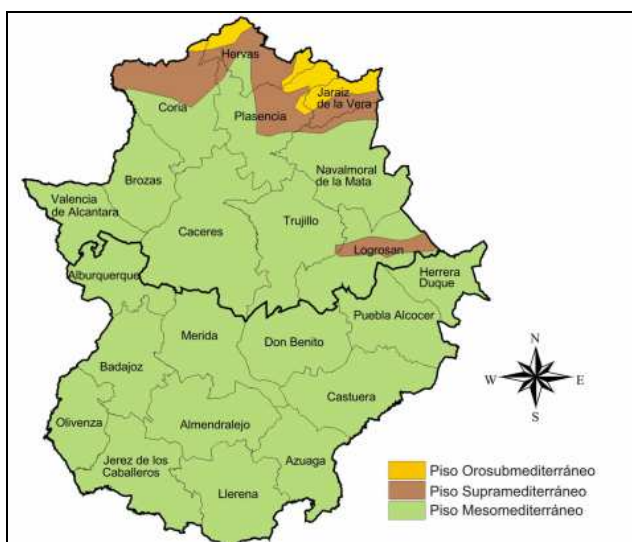 Hervas
Jaraiz
de la Vera
Coria
Plasencia
Navalmoral
de la Mata
Brozas
Valencia
de Alcantara
Caceres
Trujillo
Logrosan
Alburquerque
Herrera
Duque
Puebla Alcocer
Merida
Don Benito
Badajoz
Castuera
Olivenza
Almendralejo
Jerez de los
Caballeros
Azuaga
Llerena
N
W
E
S
Piso Orosubmediterráneo
Piso Supramediterráneo
Piso Mesomediterráneo